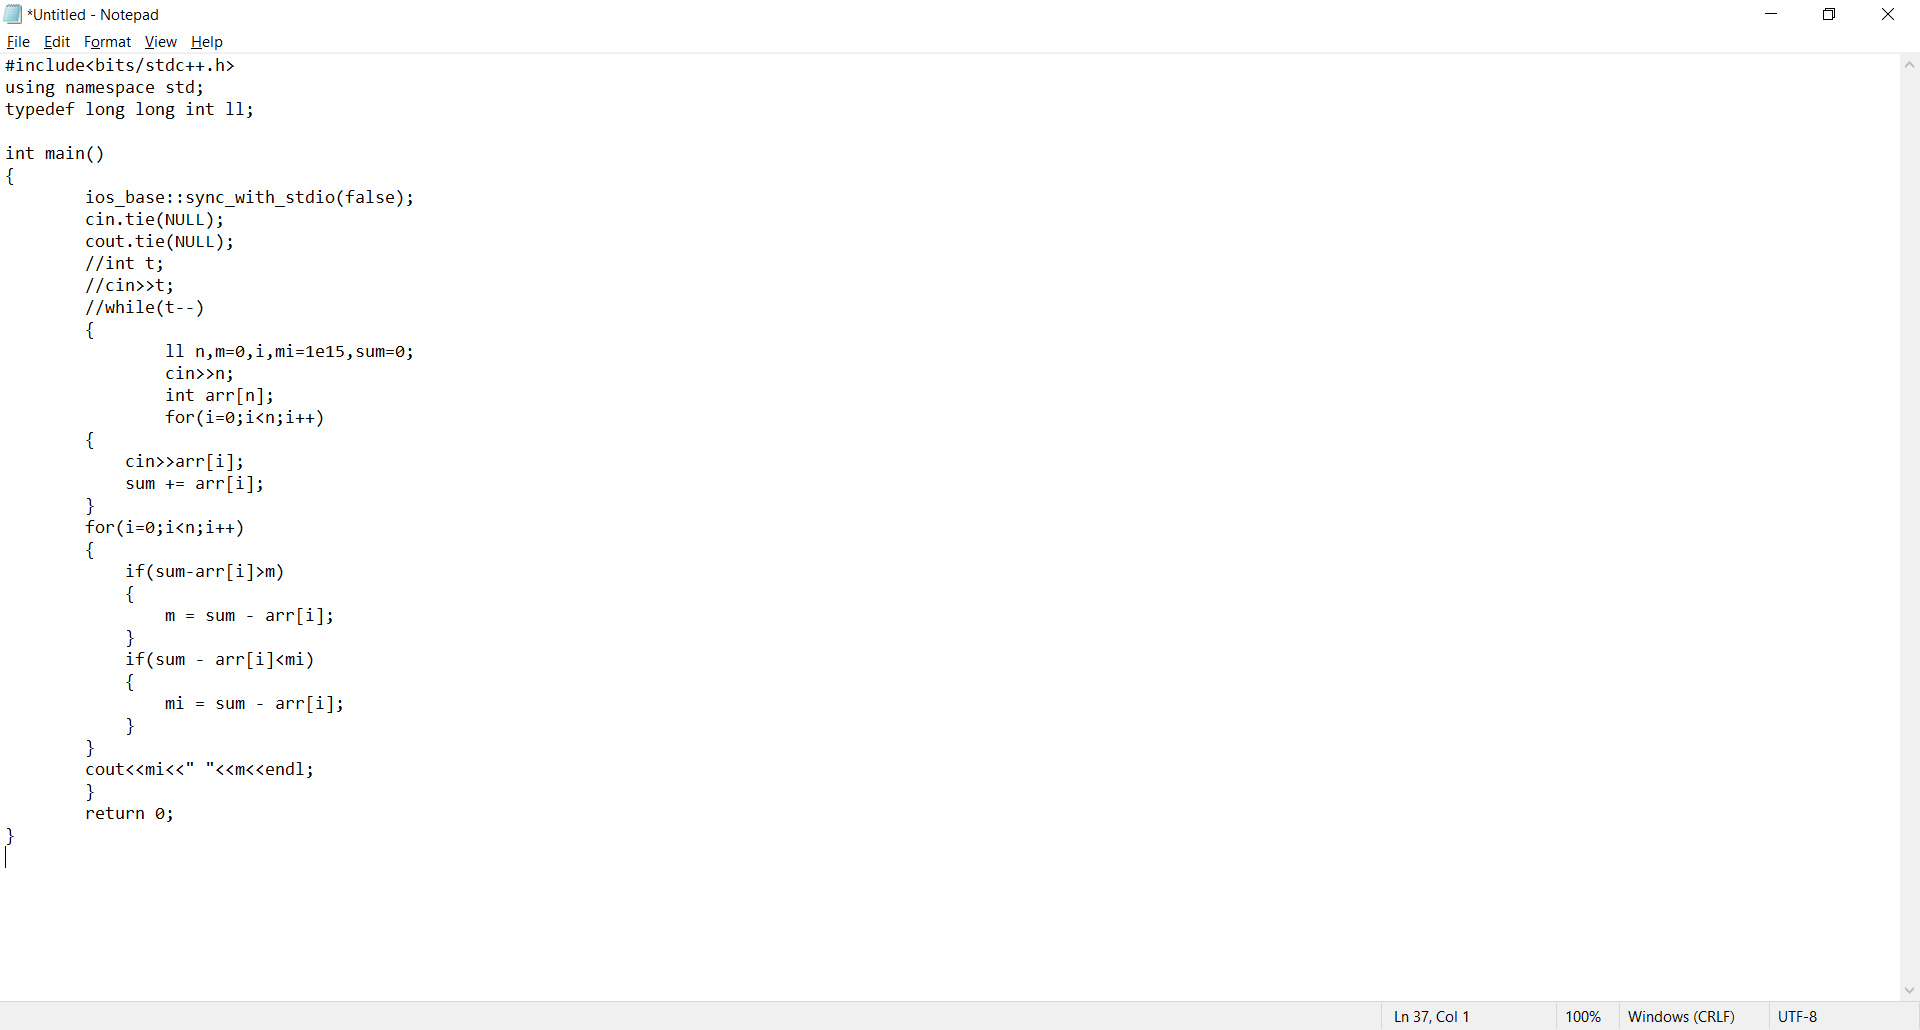 *Untitled - Notepad
File Edit Format View Help
#include<bits/stdc++.h>
using namespace std;
typedef long long int ll;
int main()
{
ios_base::sync_with_stdio(false);
cin.tie(NULL);
cout.tie(NULL);
//int t;
//cin>>t;
//while(t--)
{
ll n,m=0,i,mi=1e15,sum=0;
cin>>n;
int arr[n];
for(i=0;i<n;i++)
{
cin>>arr[i];
sum += arr[i];
}
for(i=0;i<n;i++)
{
if(sum-arr[i]>m)
{
m = sum - arr[i];
}
if(sum - arr[i]<mi)
{
mi = sum - arr[i];
}
}
cout<<mi<<" "<<m<<endl;
}
return 0;
}
Ln 37, Col 1 100% Windows (CRLF) UTF-8